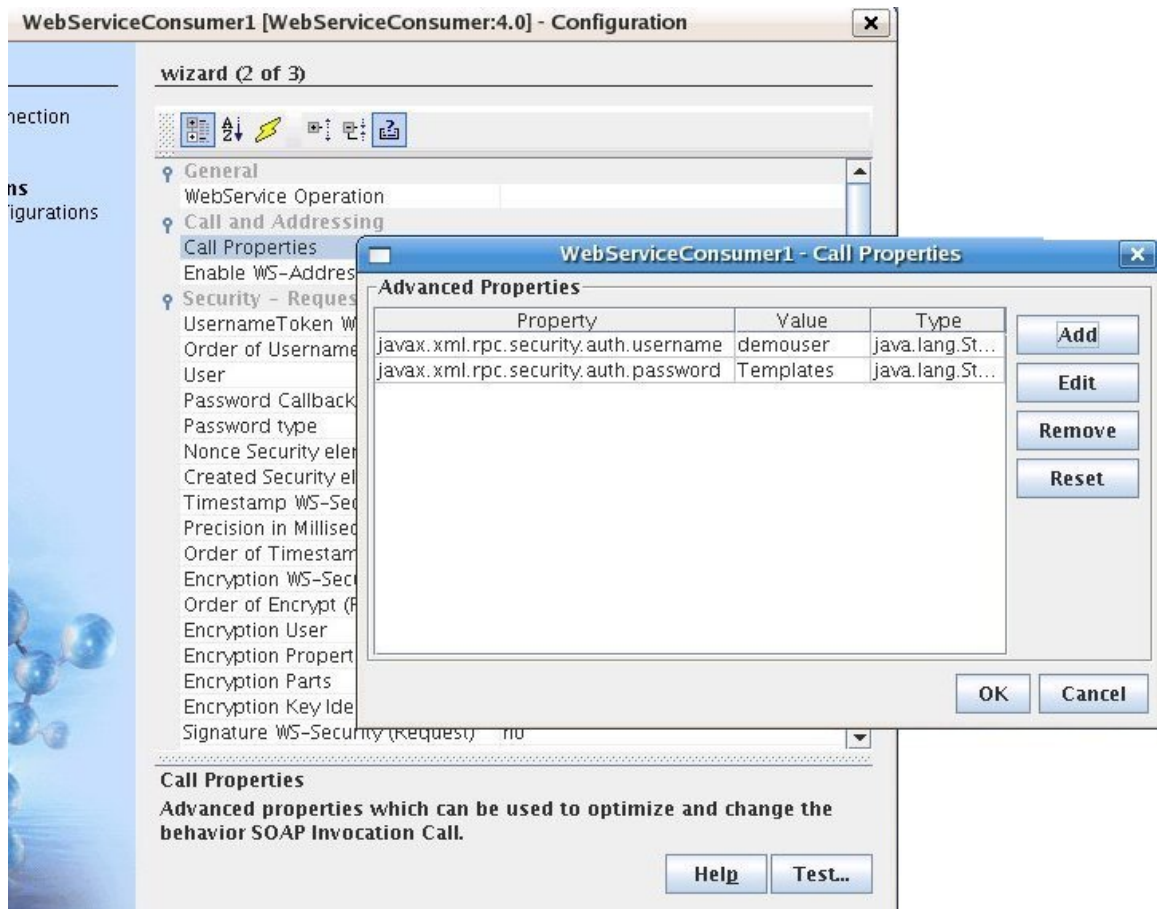 WebServiceConsumer1 [WebServiceConsumer:4.0] - Configuration
wizard (2 of 3)
nection
ns
igurations
General
WebService Operation
Call and Addressing
Call Properties
Enable WS-Addres
Security - Reques
UsernameToken W
Order of Username
User
Password Callback
Password type
Nonce Security eler
Created Security el
Timestamp WS-Sec
Precision in Millisec
Order of Timestam
Encryption WS-Secu
Order of Encrypt (R
Encryption User
Encryption Propert
Encryption Parts
Encryption Key Ide
Signature WS-Security (Request) no
WebServiceConsumer1 - Call Properties
Advanced Properties
Property Value Type
javax.xml.rpc.security.auth.username demouser java.lang.St...
javax.xml.rpc.security.auth.password Templates java.lang.St...
Add
Edit
Remove
Reset
OK Cancel
Call Properties
Advanced properties which can be used to optimize and change the
behavior SOAP Invocation Call.
Help Test...